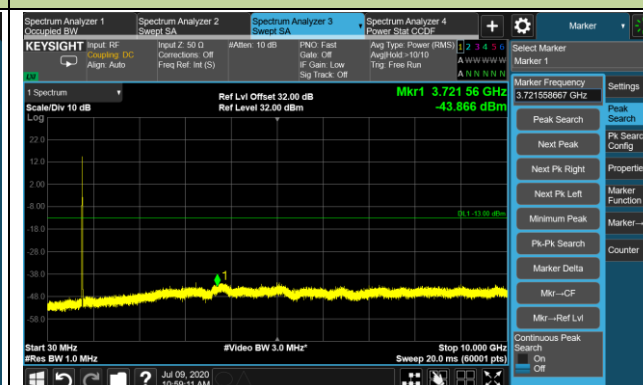 Spectrum Analyzer 1
Occupied BW
Spectrum Analyzer 2
Swept SA
Spectrum Analyzer 3
Swept SA
Spectrum Analyzer 4
Power Stat CCDF
+
Marker
KEYSIGHT
Input: RF
Coupling: DC
Align: Auto
Input Z: 50 Ω
Corrections: Off
Freq Ref: Int (S)
#Atten: 10 dB
PNO: Fast
Gate: Off
IF Gain: Low
Sig Track: Off
Avg Type: Power (RMS)
Avg|Hold:>10/10
Trig: Free Run
1 2 3 4 5 6
A W W W W W
A N N N N N
LXI
Select Marker
Marker 1
1 Spectrum
Scale/Div 10 dB
Log
Ref Lvl Offset 32.00 dB
Ref Level 32.00 dBm
Mkr1 3.721 56 GHz
-43.866 dBm
22.0
12.0
2.00
-8.00
-18.0
-28.0
-38.0
-48.0
-58.0
DL1 -13.00 dBm
1
Start 30 MHz
#Res BW 1.0 MHz
#Video BW 3.0 MHz*
Stop 10.000 GHz
Sweep 20.0 ms (60001 pts)
Marker Frequency
3.721558667 GHz
Peak Search
Next Peak
Next Pk Right
Next Pk Left
Minimum Peak
Pk-Pk Search
Marker Delta
Mkr→CF
Mkr→Ref Lvl
Continuous Peak
Search
On
Off
Settings
Peak
Search
Pk Search
Config
Properties
Marker
Function
Marker→
Counter
?
Jul 09, 2020
10:59:11 AM